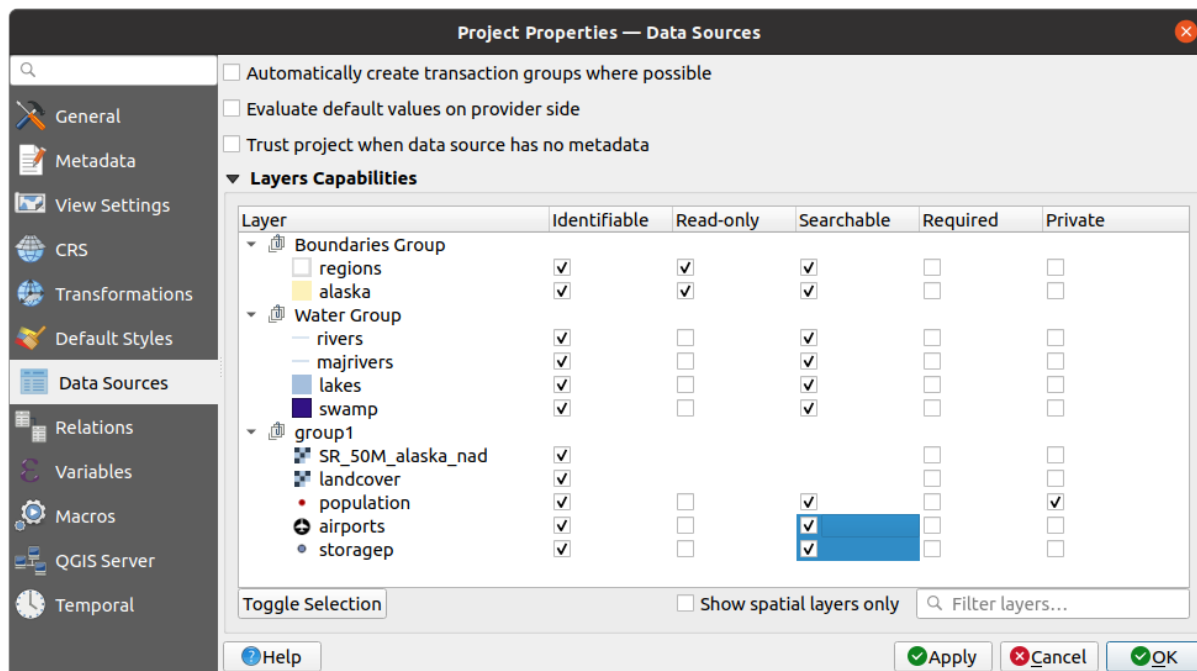 Project Properties — Data Sources
General
Metadata
View Settings
CRS
Transformations
Default Styles
Data Sources
Relations
Variables
Macros
QGIS Server
Temporal
Automatically create transaction groups where possible
Evaluate default values on provider side
Trust project when data source has no metadata
Layers Capabilities
Layer Identifiable Read-only Searchable Required Private
Boundaries Group
regions
alaska
Water Group
rivers
majrivers
lakes
swamp
group1
SR_50M_alaska_nad
landcover
population
airports
storagep
Toggle Selection Show spatial layers only Filter layers...
Help Apply Cancel OK